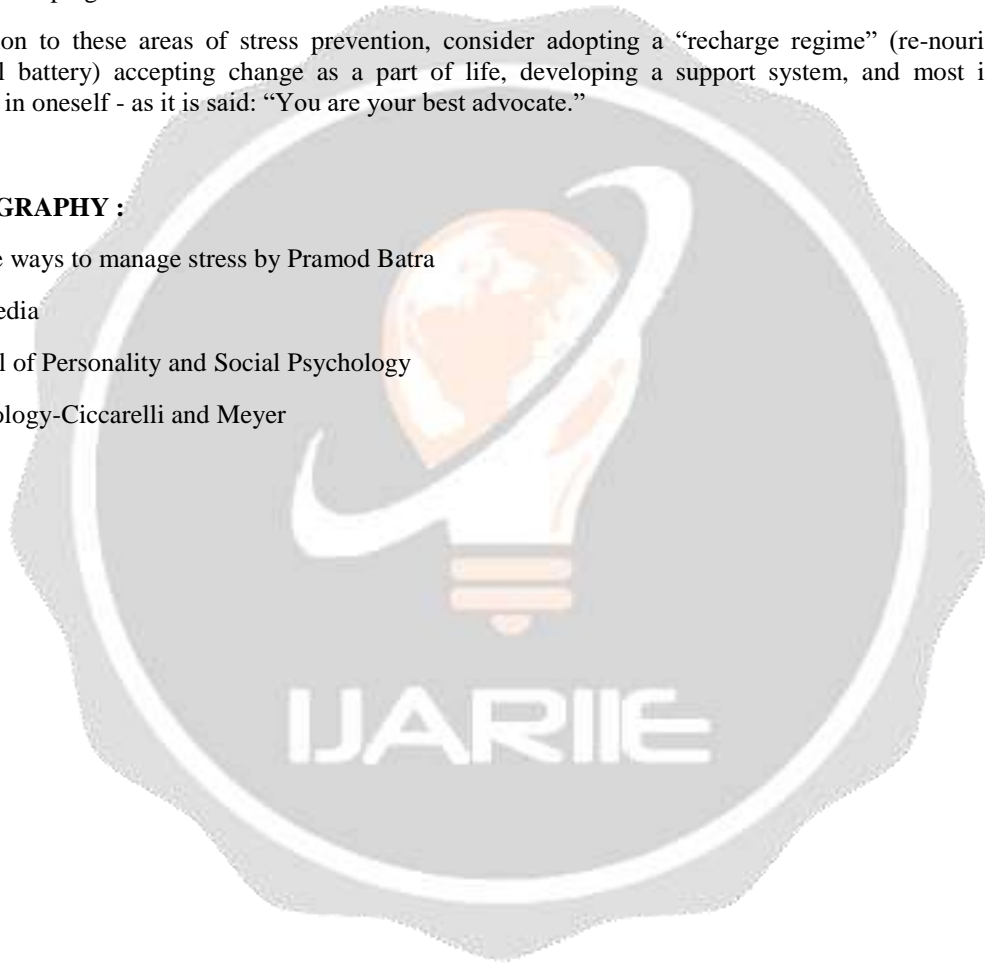 on to these areas of stress prevention, consider adopting a “recharge regime” (re-nouri
l battery) accepting change as a part of life, developing a support system, and most i
in oneself - as it is said: “You are your best advocate.”
GRAPHY :
e ways to manage stress by Pramod Batra
edia
l of Personality and Social Psychology
ology-Ciccarelli and Meyer
IJARIIE